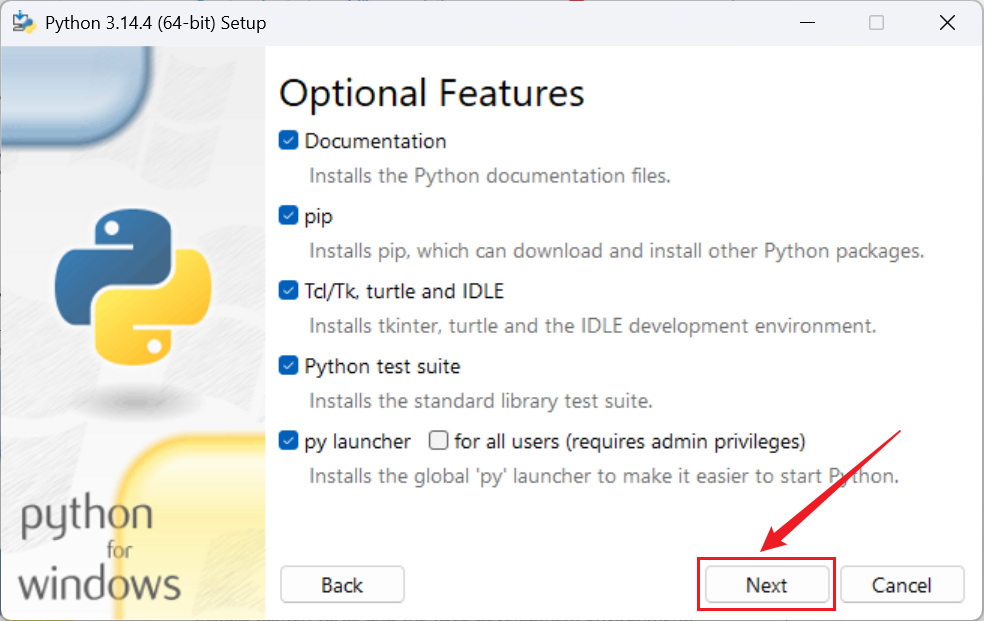 Python 3.14.4 (64-bit) Setup
Optional Features
Documentation
Installs the Python documentation files.
pip
Installs pip, which can download and install other Python packages.
Tcl/Tk, turtle and IDLE
Installs tkinter, turtle and the IDLE development environment.
Python test suite
Installs the standard library test suite.
py launcher for all users (requires admin privileges)
Installs the global 'py' launcher to make it easier to start Python.
python
for
windows
Back Next Cancel